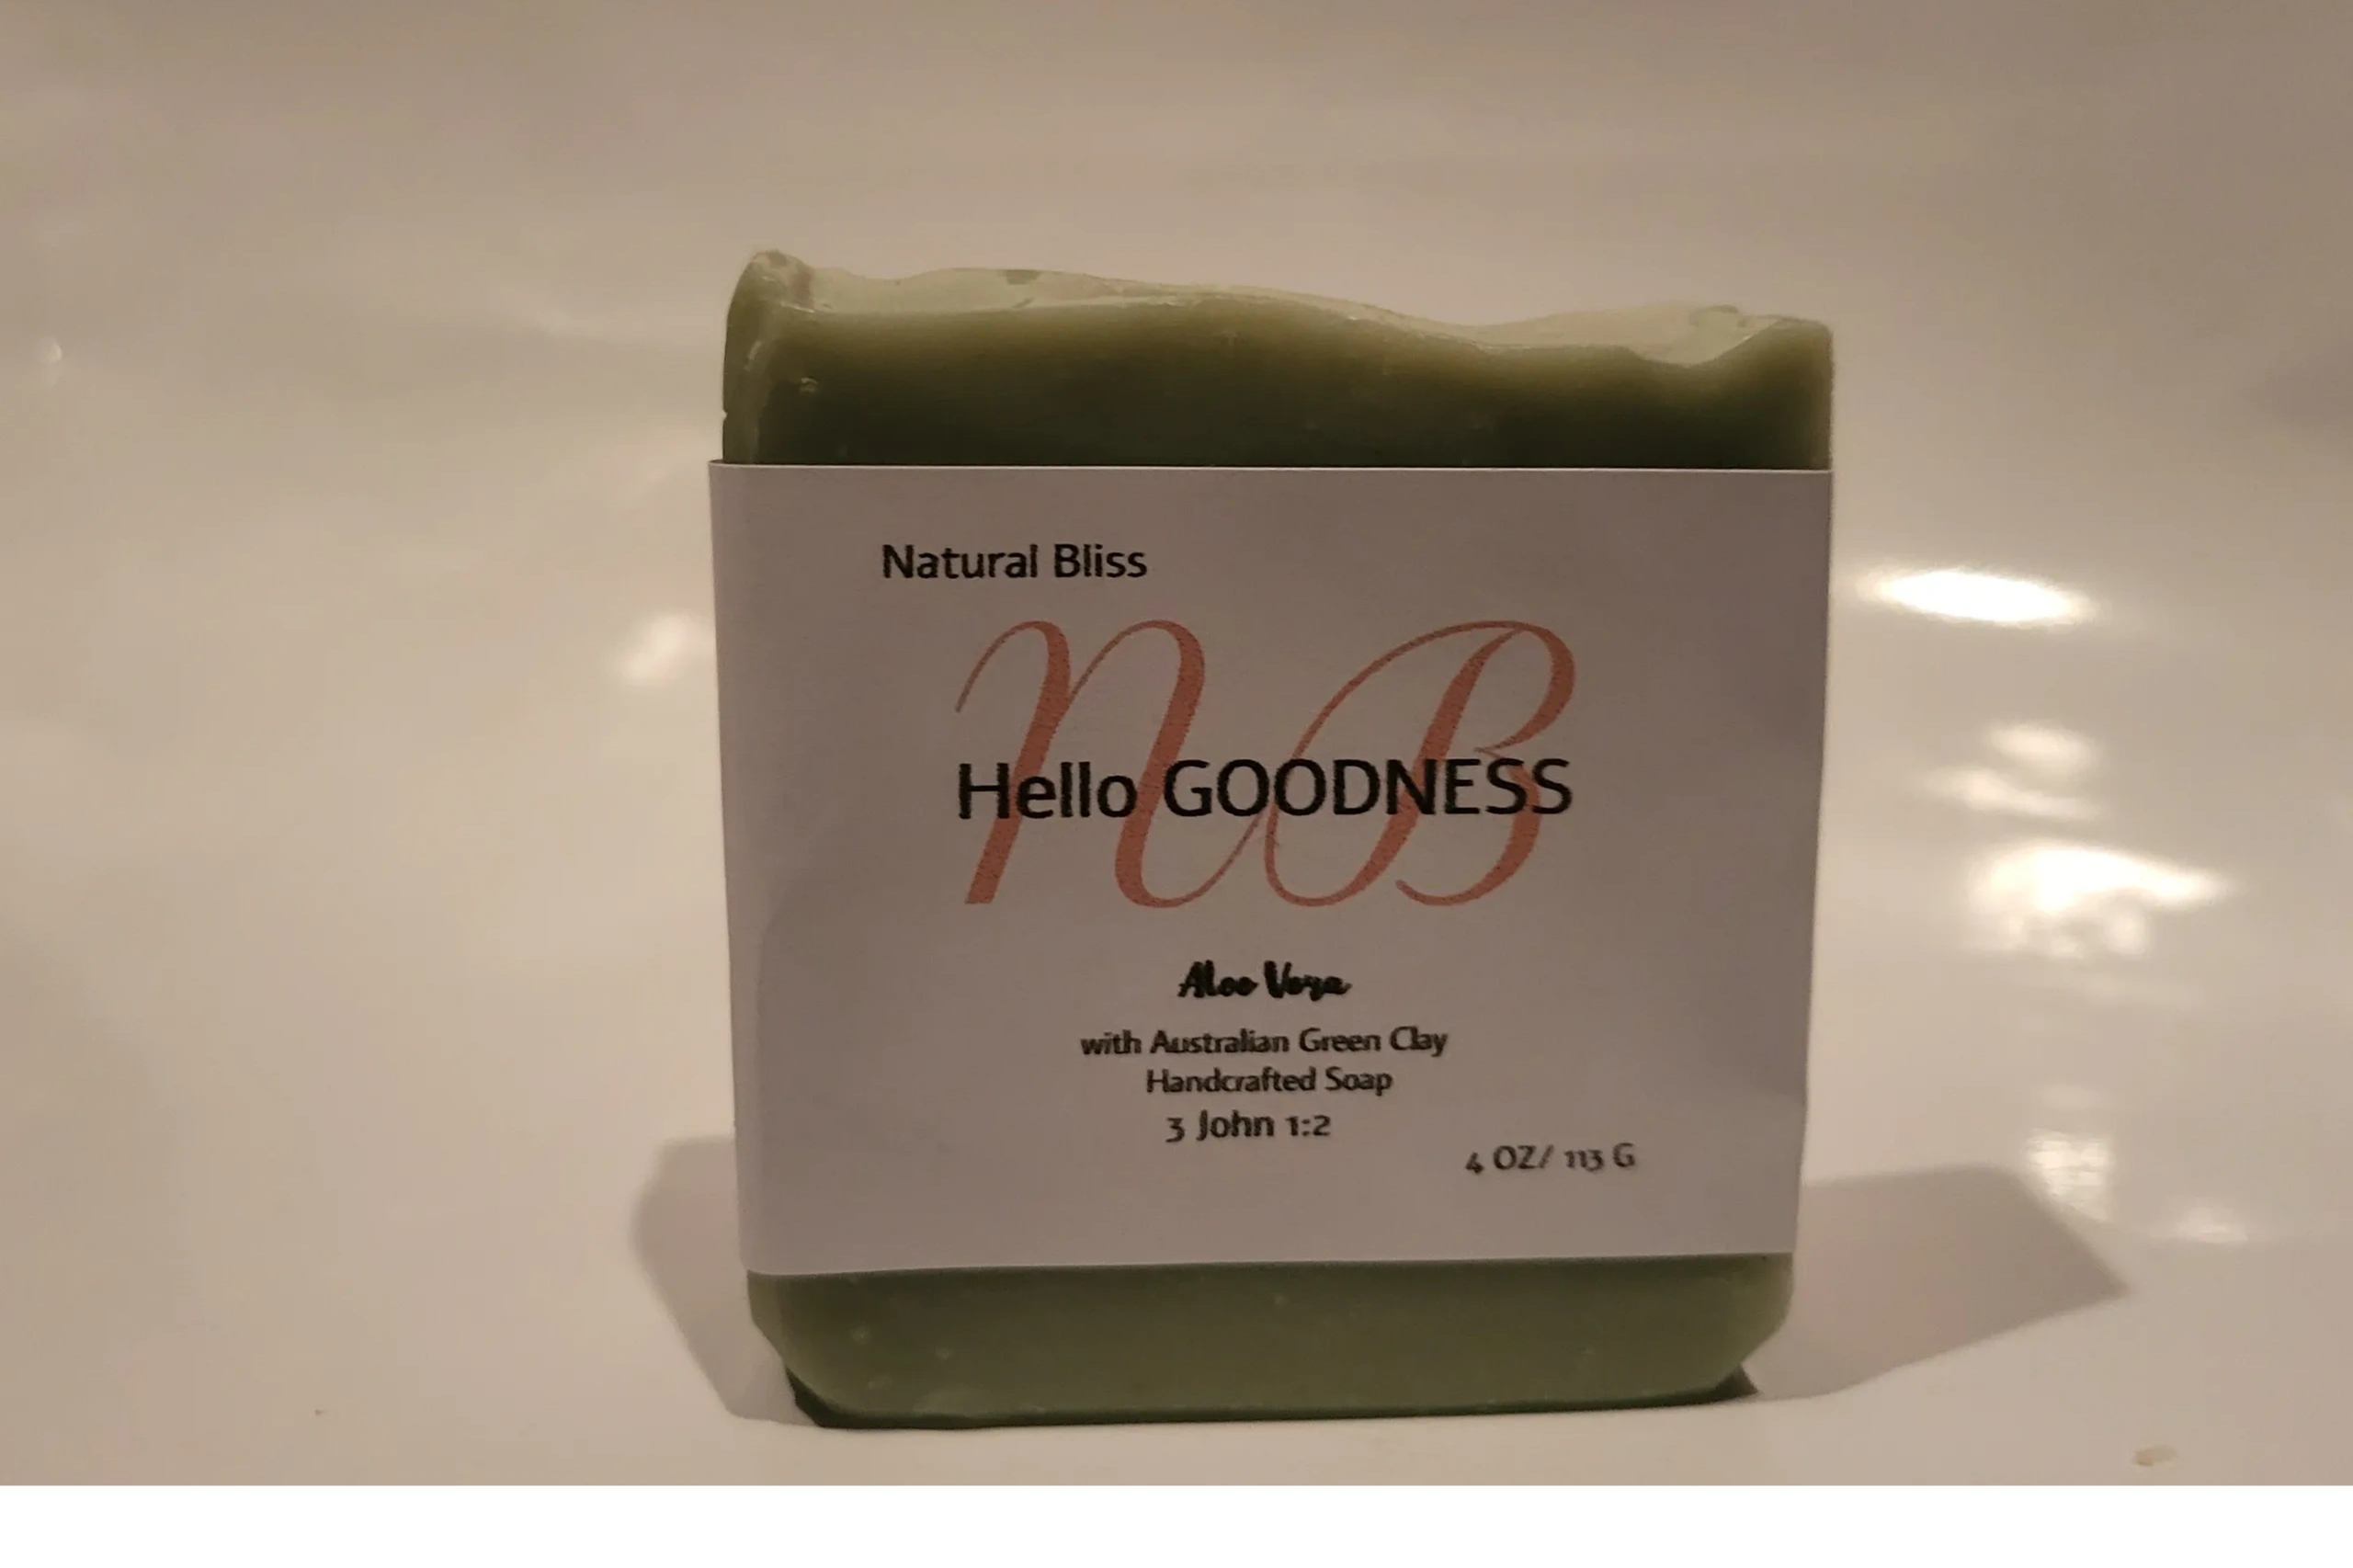 Natural Bliss
NB
Hello GOODNESS
Aloe Vera
with Australian Green Clay
Handcrafted Soap
3 John 1:2
4 OZ/ 113 G